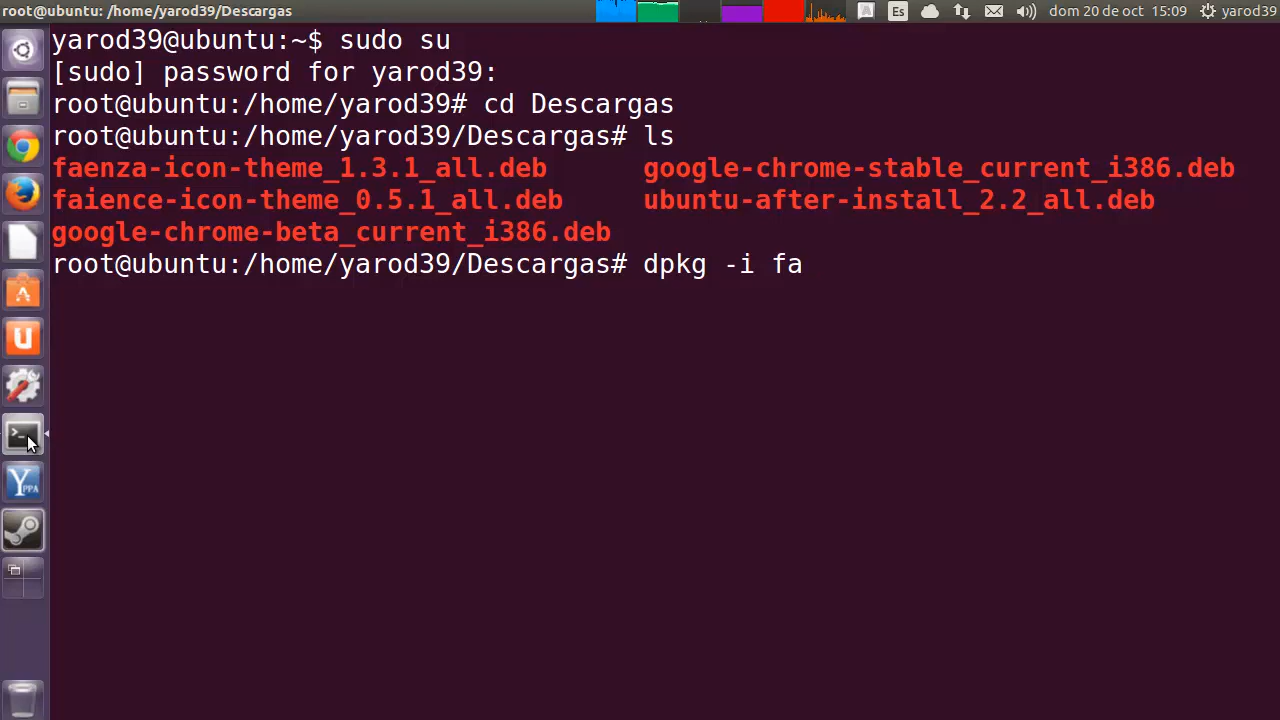 root@ubuntu: /home/yarod39/Descargas
A
Es
dom 20 de oct 15:09
yarod39
yarod39@ubuntu:~$ sudo su
[sudo] password for yarod39:
root@ubuntu:/home/yarod39# cd Descargas
root@ubuntu:/home/yarod39/Descargas# ls
faenza-icon-theme_1.3.1_all.deb google-chrome-stable_current_i386.deb
faience-icon-theme_0.5.1_all.deb ubuntu-after-install_2.2_all.deb
google-chrome-beta_current_i386.deb
root@ubuntu:/home/yarod39/Descargas# dpkg -i fa
>_
Y PPA